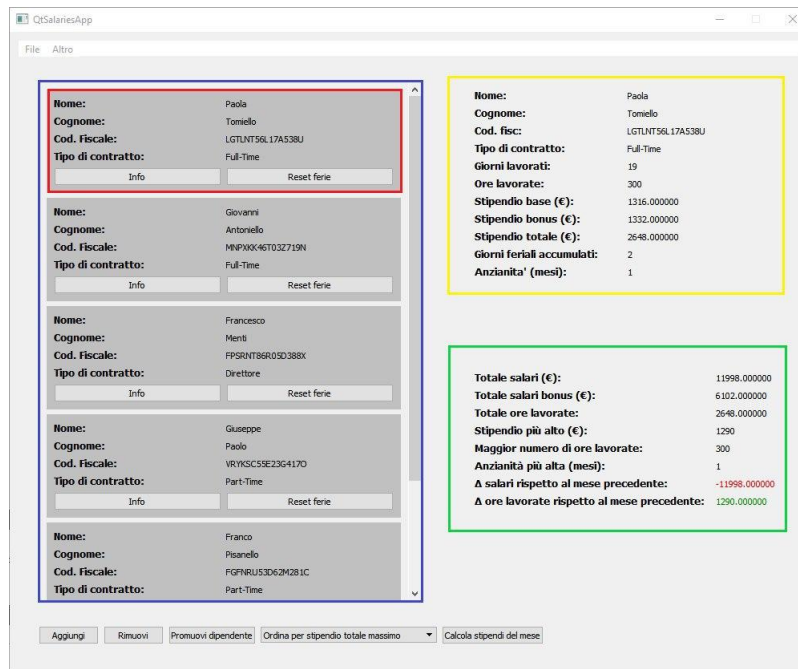 QtSalariesApp
File Altro
Nome: Paola
Cognome: Tomiello
Cod. Fiscale: LGTLNT56L17A538U
Tipo di contratto: Full-Time
Info Reset ferie
Nome: Giovanni
Cognome: Antoniello
Cod. Fiscale: MNPXKK46T03Z719N
Tipo di contratto: Full-Time
Info Reset ferie
Nome: Francesco
Cognome: Menti
Cod. Fiscale: FPSRNT86R05D388X
Tipo di contratto: Direttore
Info Reset ferie
Nome: Giuseppe
Cognome: Paolo
Cod. Fiscale: VRYKSC55E23G417O
Tipo di contratto: Part-Time
Info Reset ferie
Nome: Franco
Cognome: Pisanello
Cod. Fiscale: FGFNRU53D62M281C
Tipo di contratto: Part-Time
Nome: Paola
Cognome: Tomiello
Cod. fisc: LGTLNT56L17A538U
Tipo di contratto: Full-Time
Giorni lavorati: 19
Ore lavorate: 300
Stipendio base (€): 1316.000000
Stipendio bonus (€): 1332.000000
Stipendio totale (€): 2648.000000
Giorni feriali accumulati: 2
Anzianita' (mesi): 1
Totale salari (€): 11998.000000
Totale salari bonus (€): 6102.000000
Totale ore lavorate: 2648.000000
Stipendio più alto (€): 1290
Maggior numero di ore lavorate: 300
Anzianità più alta (mesi): 1
Δ salari rispetto al mese precedente: -11998.000000
Δ ore lavorate rispetto al mese precedente: 1290.000000
Aggiungi Rimuovi Promuovi dipendente Ordina per stipendio totale massimo Calcola stipendi del mese